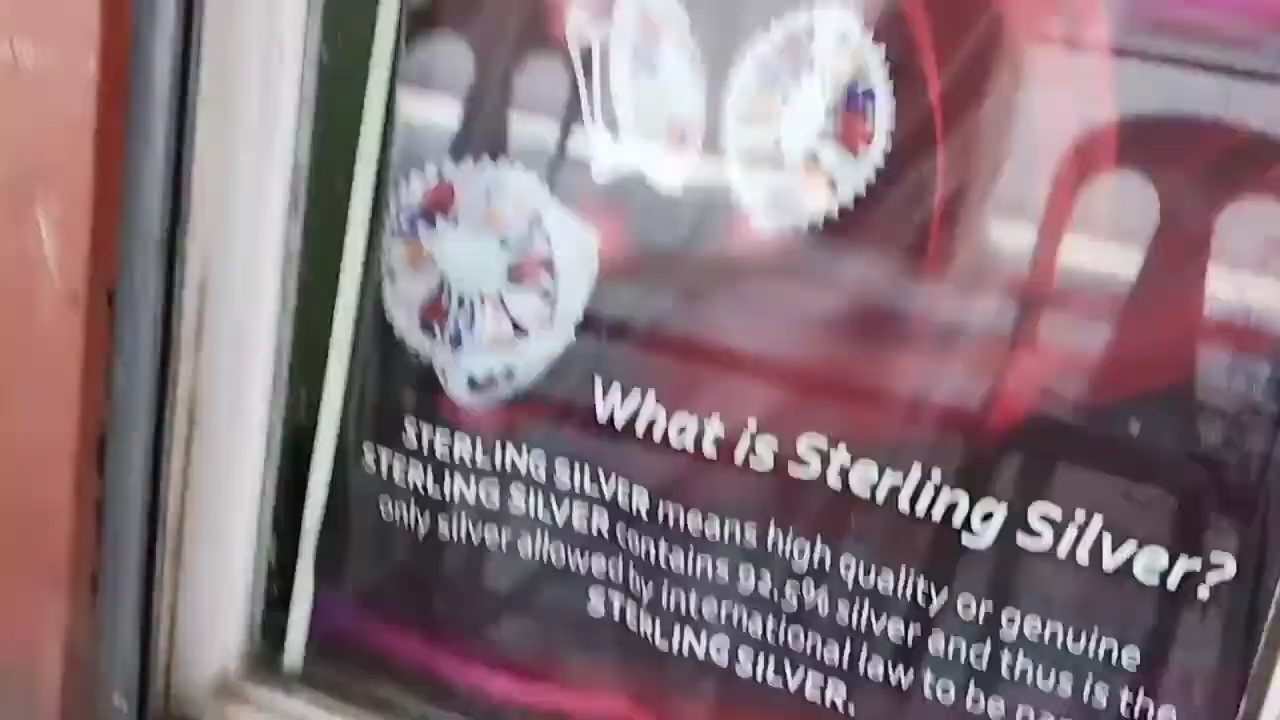 What is Sterling Silver?
STERLING SILVER means high quality or genuine
STERLING SILVER contains 92.5% silver and thus is the
only silver allowed by international law to be
STERLING SILVER.